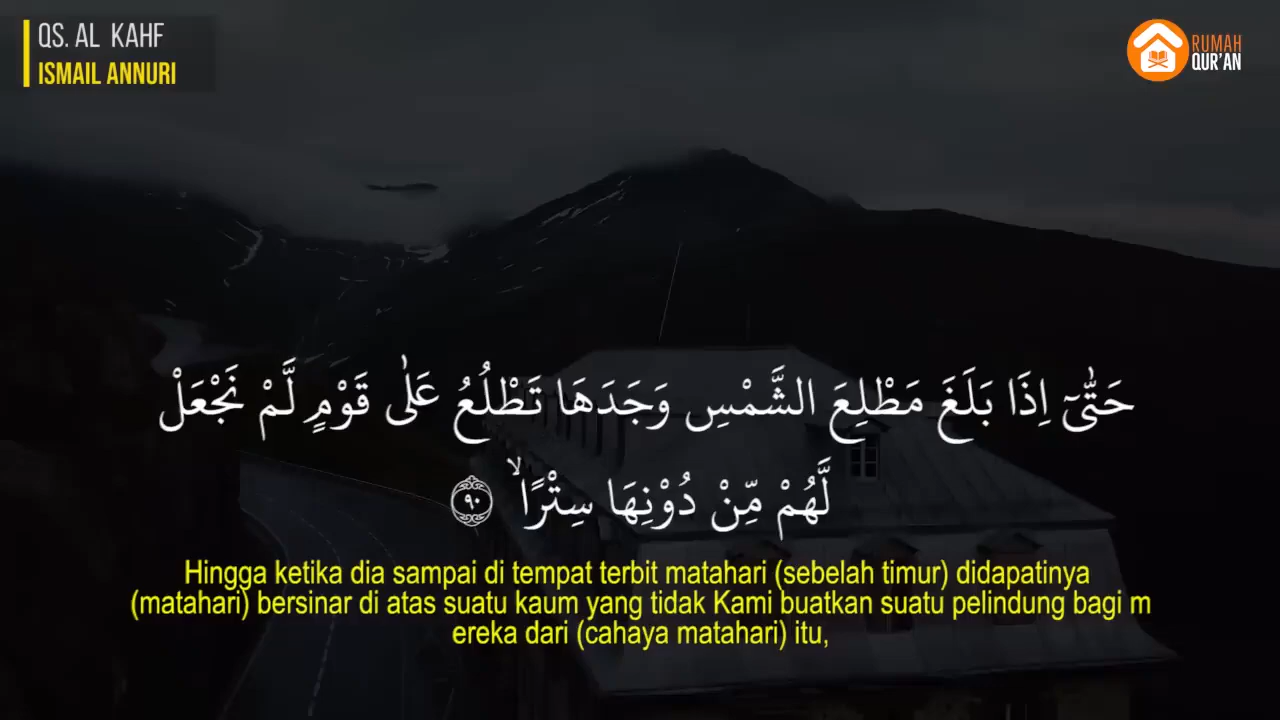 QS. AL KAHF
ISMAIL ANNURI
RUMAH
QUR'AN
حَتّٰىٓ اِذَا بَلَغَ مَطْلِعَ الشَّمْسِ وَجَدَهَا تَطْلُعُ عَلٰى قَوْمٍ لَّمْ نَجْعَلْ
لَّهُمْ مِّنْ دُوْنِهَا سِتْرًاۙ ٩٠
Hingga ketika dia sampai di tempat terbit matahari (sebelah timur) didapatinya
(matahari) bersinar di atas suatu kaum yang tidak Kami buatkan suatu pelindung bagi m
ereka dari (cahaya matahari) itu,